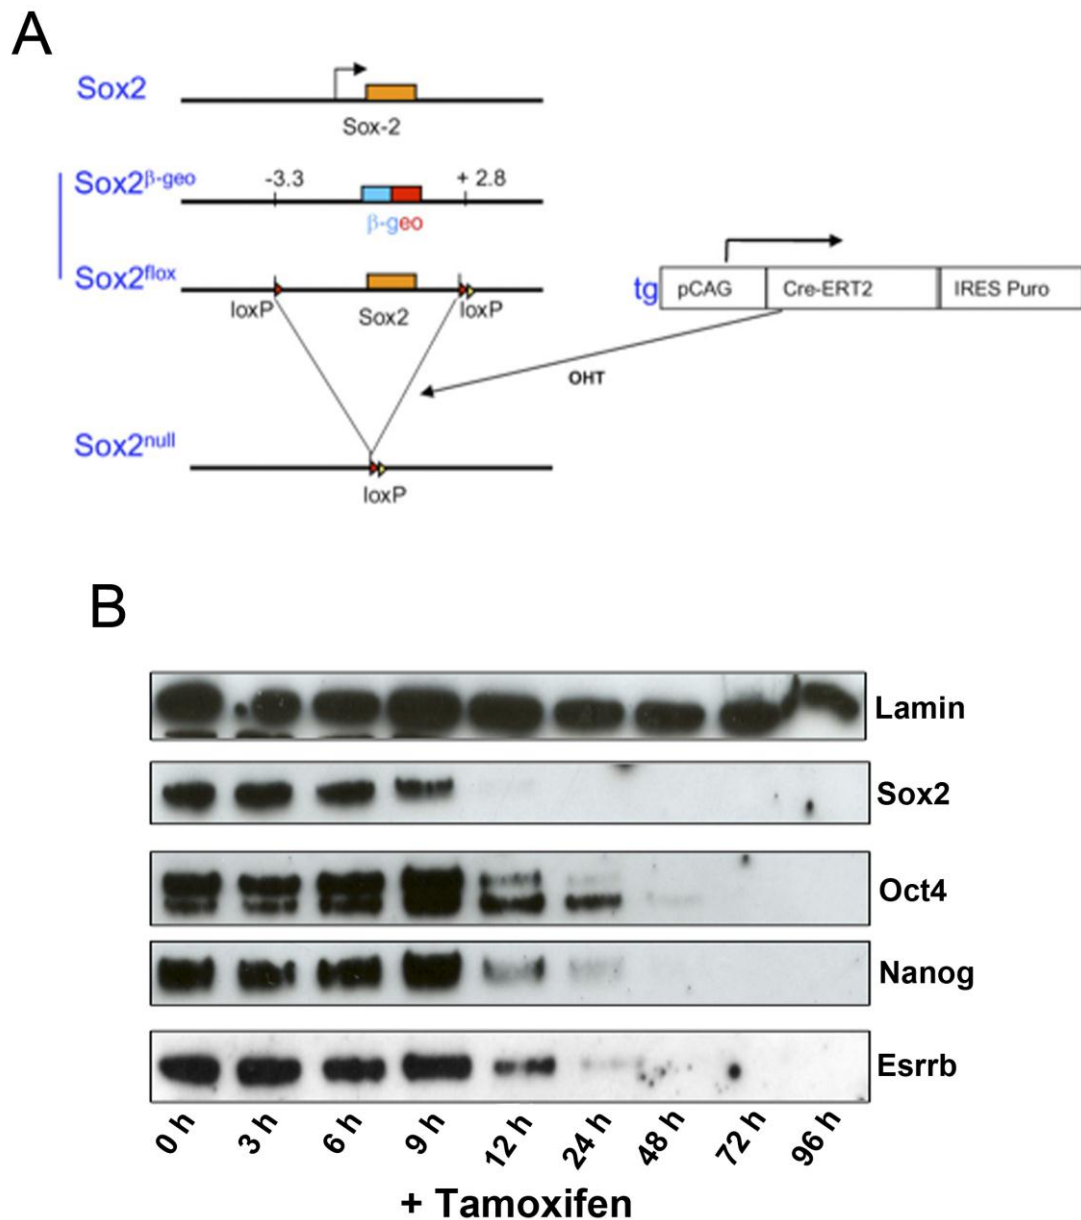 A
Sox2
Sox-2
Sox2β-geo
-3.3
+ 2.8
β-geo
Sox2flox
loxP
Sox2
loxP
tg
pCAG
Cre-ERT2
IRES Puro
OHT
Sox2null
loxP
B
Lamin
Sox2
Oct4
Nanog
Esrrb
0 h 3 h 6 h 9 h 12 h 24 h 48 h 72 h 96 h
+ Tamoxifen